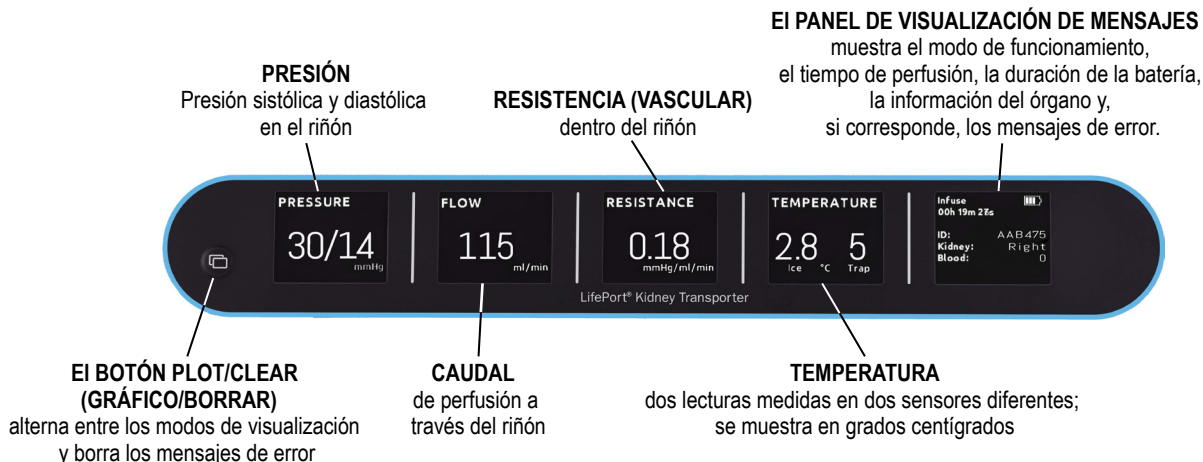 El PANEL DE VISUALIZACIÓN DE MENSAJES
muestra el modo de funcionamiento,
el tiempo de perfusión, la duración de la batería,
la información del órgano y,
si corresponde, los mensajes de error.
PRESIÓN
Presión sistólica y diastólica
en el riñón
RESISTENCIA (VASCULAR)
dentro del riñón
PRESSURE
30/14
mmHg
FLOW
115
ml/min
RESISTANCE
0.18
mmHg/ml/min
TEMPERATURE
2.8 5
Ice °C Trap
Infuse
00h 19m
ID: AAB475
Kidney: Right
Blood: O
LifePort® Kidney Transporter
El BOTÓN PLOT/CLEAR
(GRÁFICO/BORRAR)
alterna entre los modos de visualización
y borra los mensajes de error
CAUDAL
de perfusión a
través del riñón
TEMPERATURA
dos lecturas medidas en dos sensores diferentes;
se muestra en grados centígrados